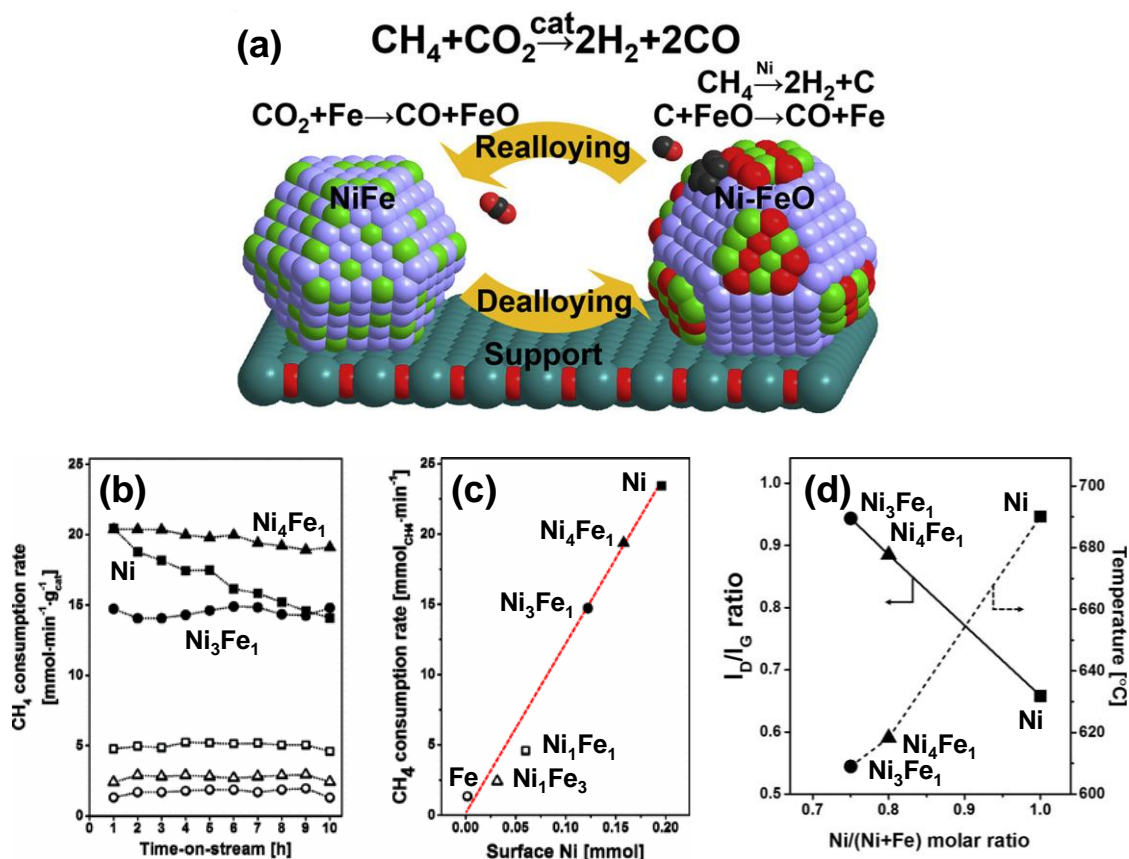 (a)
CH₄+CO₂ cat→ 2H₂+2CO
CH₄ Ni→ 2H₂+C
CO₂+Fe→CO+FeO
C+FeO→CO+Fe
Realloying
NiFe
Ni-FeO
Dealloying
Support
(b)
25
20
15
10
5
0
0 1 2 3 4 5 6 7 8 9 10
CH₄ consumption rate
[mmol·min⁻¹·g⁻¹cat]
Time-on-stream [h]
Ni₄Fe₁
Ni
Ni₃Fe₁
(c)
25
20
15
10
5
0
0.00 0.05 0.10 0.15 0.20
CH₄ consumption rate [mmolCH4·min⁻¹]
Surface Ni [mmol]
Ni
Ni₄Fe₁
Ni₃Fe₁
Ni₁Fe₁
Fe
Ni₁Fe₃
(d)
1.0
0.9
0.8
0.7
0.6
0.5
0.7 0.8 0.9 1.0
700
680
660
640
620
600
I_D/I_G ratio
Temperature [°C]
Ni/(Ni+Fe) molar ratio
Ni₃Fe₁
Ni₄Fe₁
Ni
Ni₄Fe₁
Ni₃Fe₁
Ni